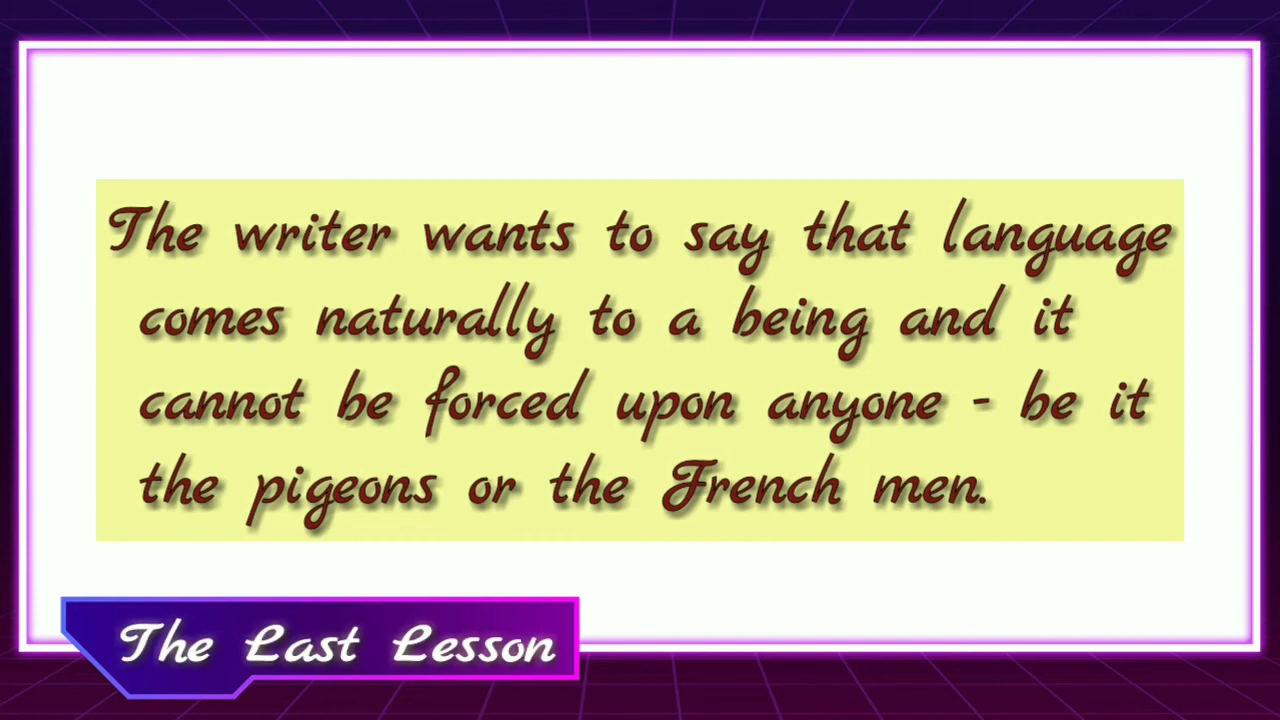 The writer wants to say that language
comes naturally to a being and it
cannot be forced upon anyone - be it
the pigeons or the French men.
The Last Lesson